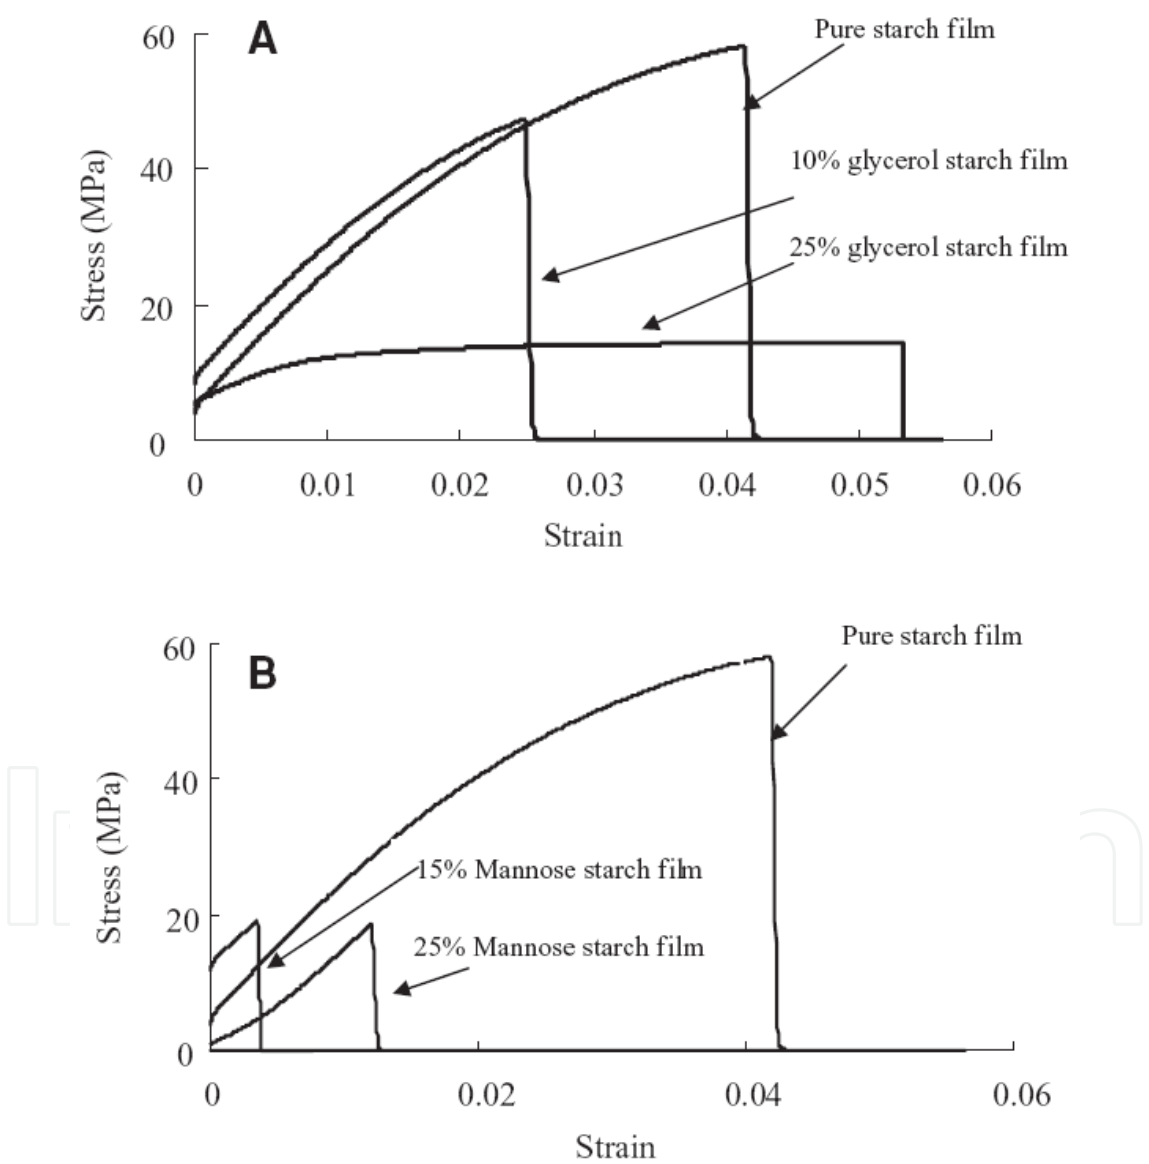 A
Pure starch film
10% glycerol starch film
25% glycerol starch film
Stress (MPa)
60
40
20
0
0 0.01 0.02 0.03 0.04 0.05 0.06
Strain
B
Pure starch film
15% Mannose starch film
25% Mannose starch film
Stress (MPa)
60
40
20
0
0 0.02 0.04 0.06
Strain